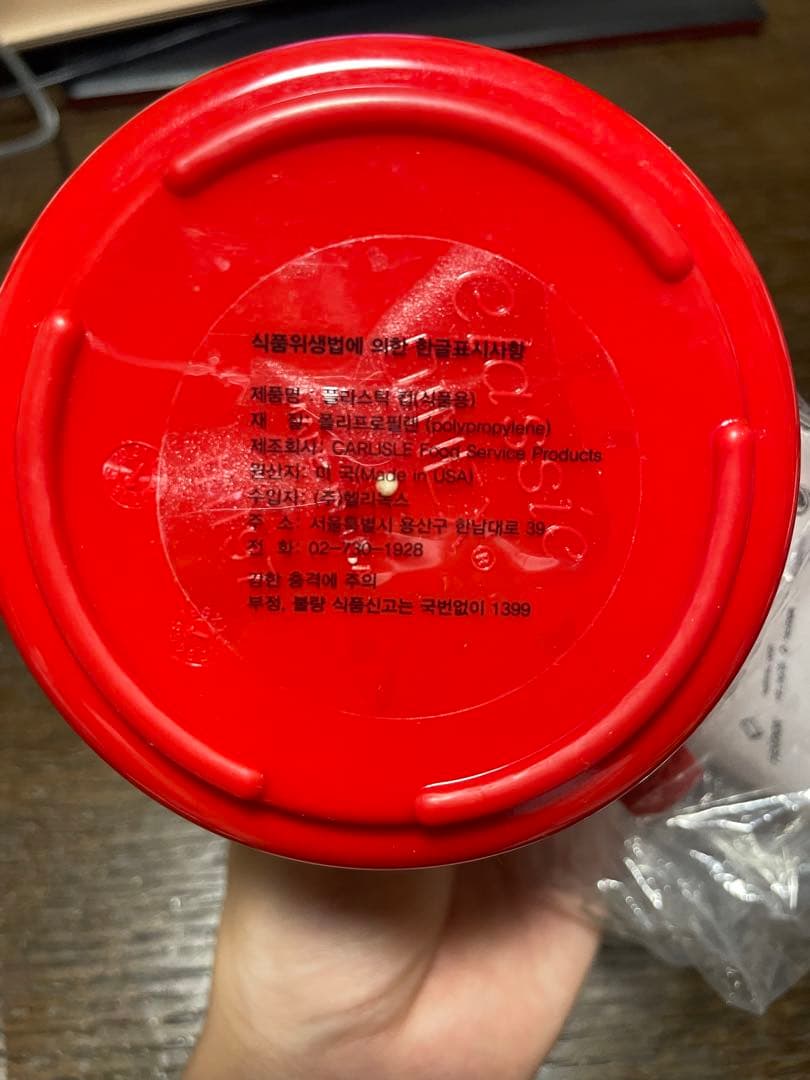 식품위생법에 의한 한글표시사항
제품명 : 플라스틱 컵(식품용)
재 질: 폴리프로필렌 (polypropylene)
제조회사: CARLISLE Food Service Products
원산지: 미 국(Made in USA)
수입자: (주)헬리녹스
주 소: 서울특별시 용산구 한남대로 39
전 화: 02-730-1928
강한 충격에 주의
부정, 불량 식품신고는 국번없이 1399
classic
®